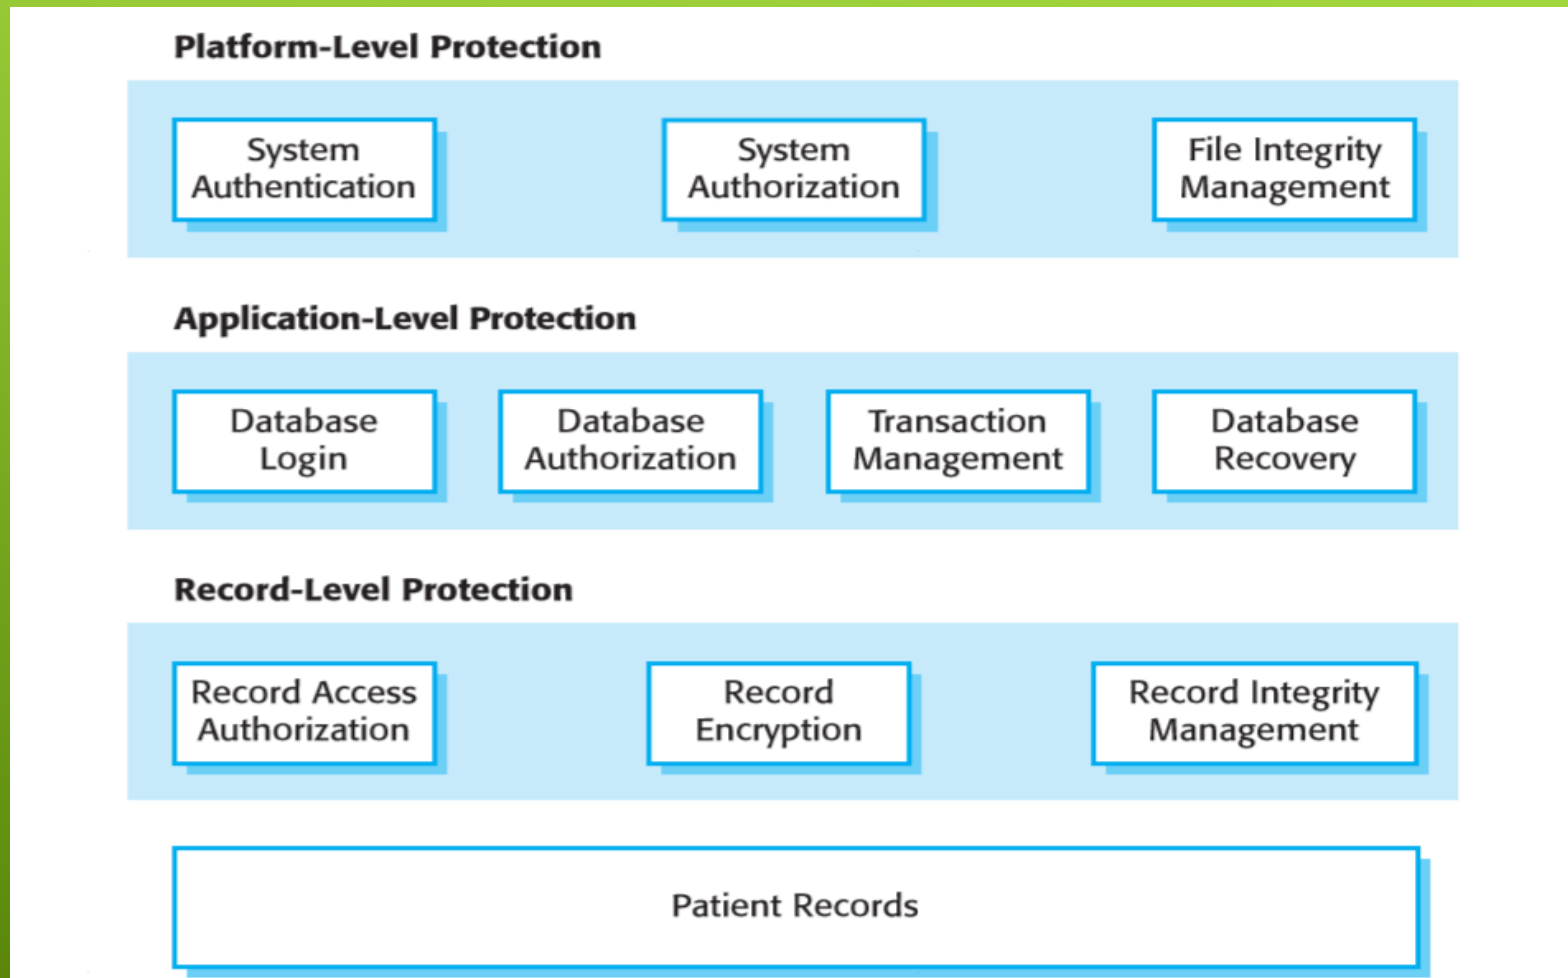 Platform-Level Protection
System
Authentication
System
Authorization
File Integrity
Management
Application-Level Protection
Database
Login
Database
Authorization
Transaction
Management
Database
Recovery
Record-Level Protection
Record Access
Authorization
Record
Encryption
Record Integrity
Management
Patient Records